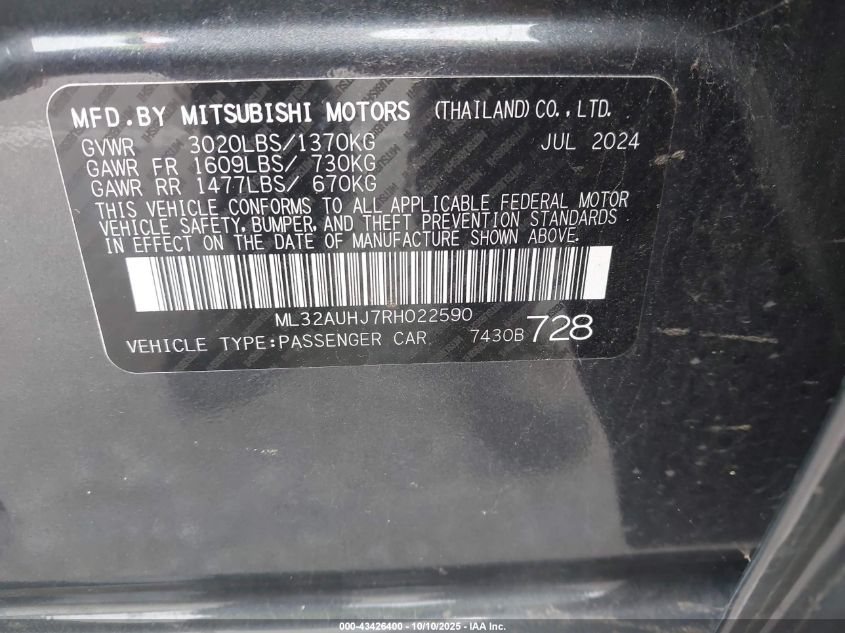 MFD.BY MITSUBISHI MOTORS (THAILAND) CO.,LTD.
GVWR 3020LBS/1370KG JUL 2024
GAWR FR 1609LBS/ 730KG
GAWR RR 1477LBS/ 670KG
THIS VEHICLE CONFORMS TO ALL APPLICABLE FEDERAL MOTOR
VEHICLE SAFETY, BUMPER, AND THEFT PREVENTION STANDARDS
IN EFFECT ON THE DATE OF MANUFACTURE SHOWN ABOVE.
ML32AUHJ7RH022590
VEHICLE TYPE:PASSENGER CAR 7430B 728
000-43426400 - 10/10/2025 - IAA Inc.